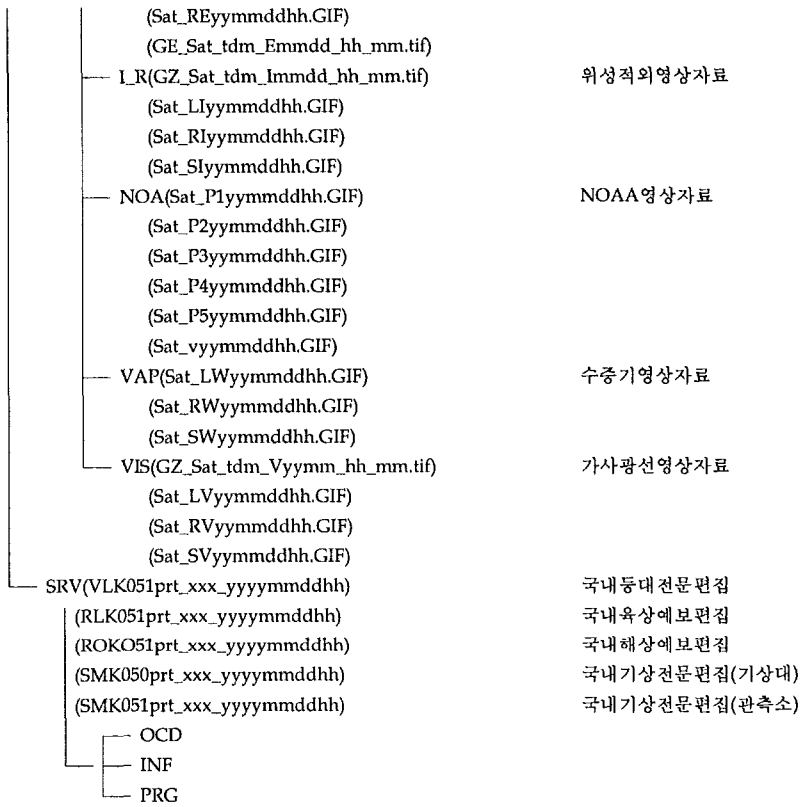 (Sat_REyymmddhh.GIF)
(GE_Sat_tdm_Emmdd_hh_mm.tif)
I_R(GZ_Sat_tdm_Immdd_hh_mm.tif) 위성적외영상자료
(Sat_LIyymmddhh.GIF)
(Sat_RIyymmddhh.GIF)
(Sat_SIyymmddhh.GIF)
NOA(Sat_P1yymmddhh.GIF) NOAA영상자료
(Sat_P2yymmddhh.GIF)
(Sat_P3yymmddhh.GIF)
(Sat_P4yymmddhh.GIF)
(Sat_P5yymmddhh.GIF)
(Sat_vyymmddhh.GIF)
VAP(Sat_LWyymmddhh.GIF) 수중기영상자료
(Sat_RWyymmddhh.GIF)
(Sat_SWyymmddhh.GIF)
VIS(GZ_Sat_tdm_Vyymm_hh_mm.tif) 가사광선영상자료
(Sat_LVyymmddhh.GIF)
(Sat_RVyymmddhh.GIF)
(Sat_SVyymmddhh.GIF)
SRV(VLK051prt_xxx_yyyymmddhh) 국내등대전문편집
(RLK051prt_xxx_yyyymmddhh) 국내육상예보편집
(ROKO51prt_xxx_yyyymmddhh) 국내해상예보편집
(SMK050prt_xxx_yyyymmddhh) 국내기상전문편집(기상대)
(SMK051prt_xxx_yyyymmddhh) 국내기상전문편집(관측소)
OCD
INF
PRG